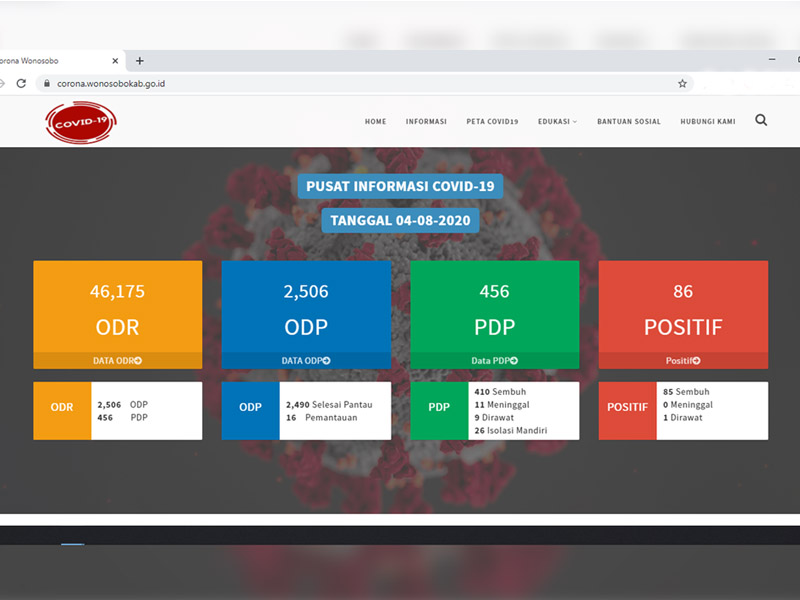 orona Wonosobo
corona.wonosobokab.go.id
COVID-19
HOME INFORMASI PETA COVID19 EDUKASI BANTUAN SOSIAL HUBUNGI KAMI
PUSAT INFORMASI COVID-19
TANGGAL 04-08-2020
46,175
ODR
DATA ODR
2,506
ODP
DATA ODP
456
PDP
Data PDP
86
POSITIF
Positif
ODR
2,506 ODP
456 PDP
ODP
2,490 Selesai Pantau
16 Pemantauan
PDP
410 Sembuh
11 Meninggal
9 Dirawat
26 Isolasi Mandiri
POSITIF
85 Sembuh
0 Meninggal
1 Dirawat